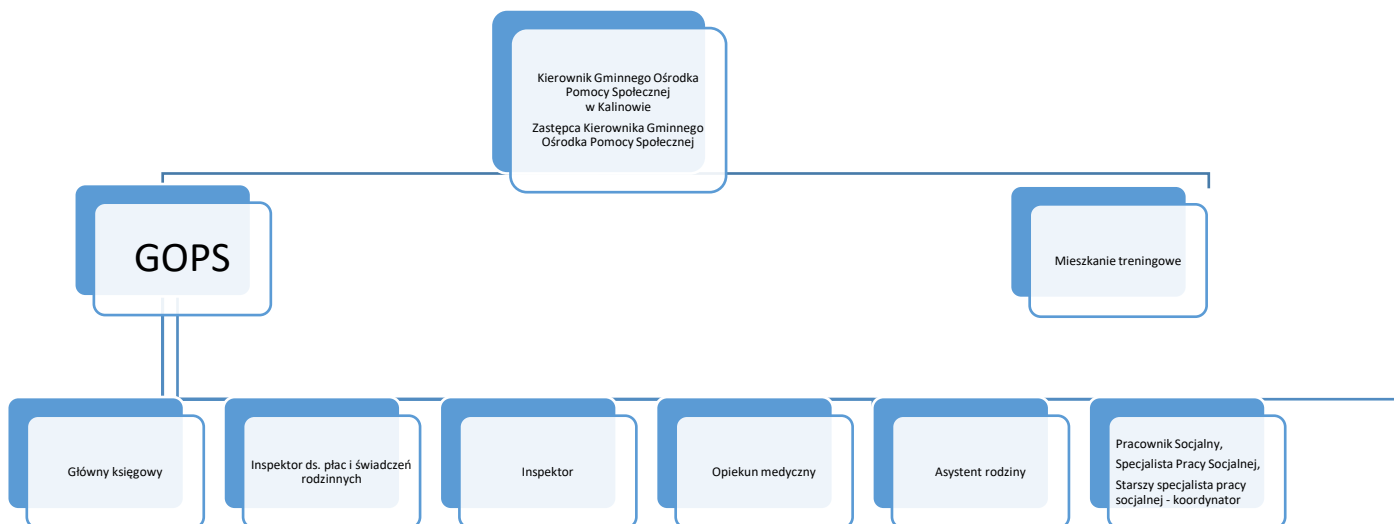 Kierownik Gminnego Ośrodka
Pomocy Społecznej
w Kalinowie
Zastępca Kierownika Gminnego
Ośrodka Pomocy Społecznej
GOPS
Mieszkanie treningowe
Główny księgowy
Inspektor ds. płac i świadczeń
rodzinnych
Inspektor
Opiekun medyczny
Asystent rodziny
Pracownik Socjalny,
Specjalista Pracy Socjalnej,
Starszy specjalista pracy
socjalnej - koordynator